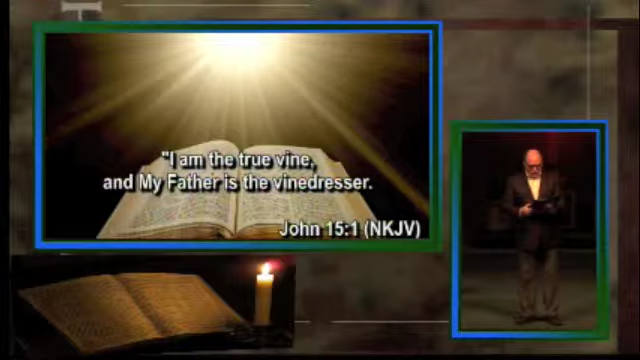 "I am the true vine,
and My Father is the vinedresser.
John 15:1 (NKJV)